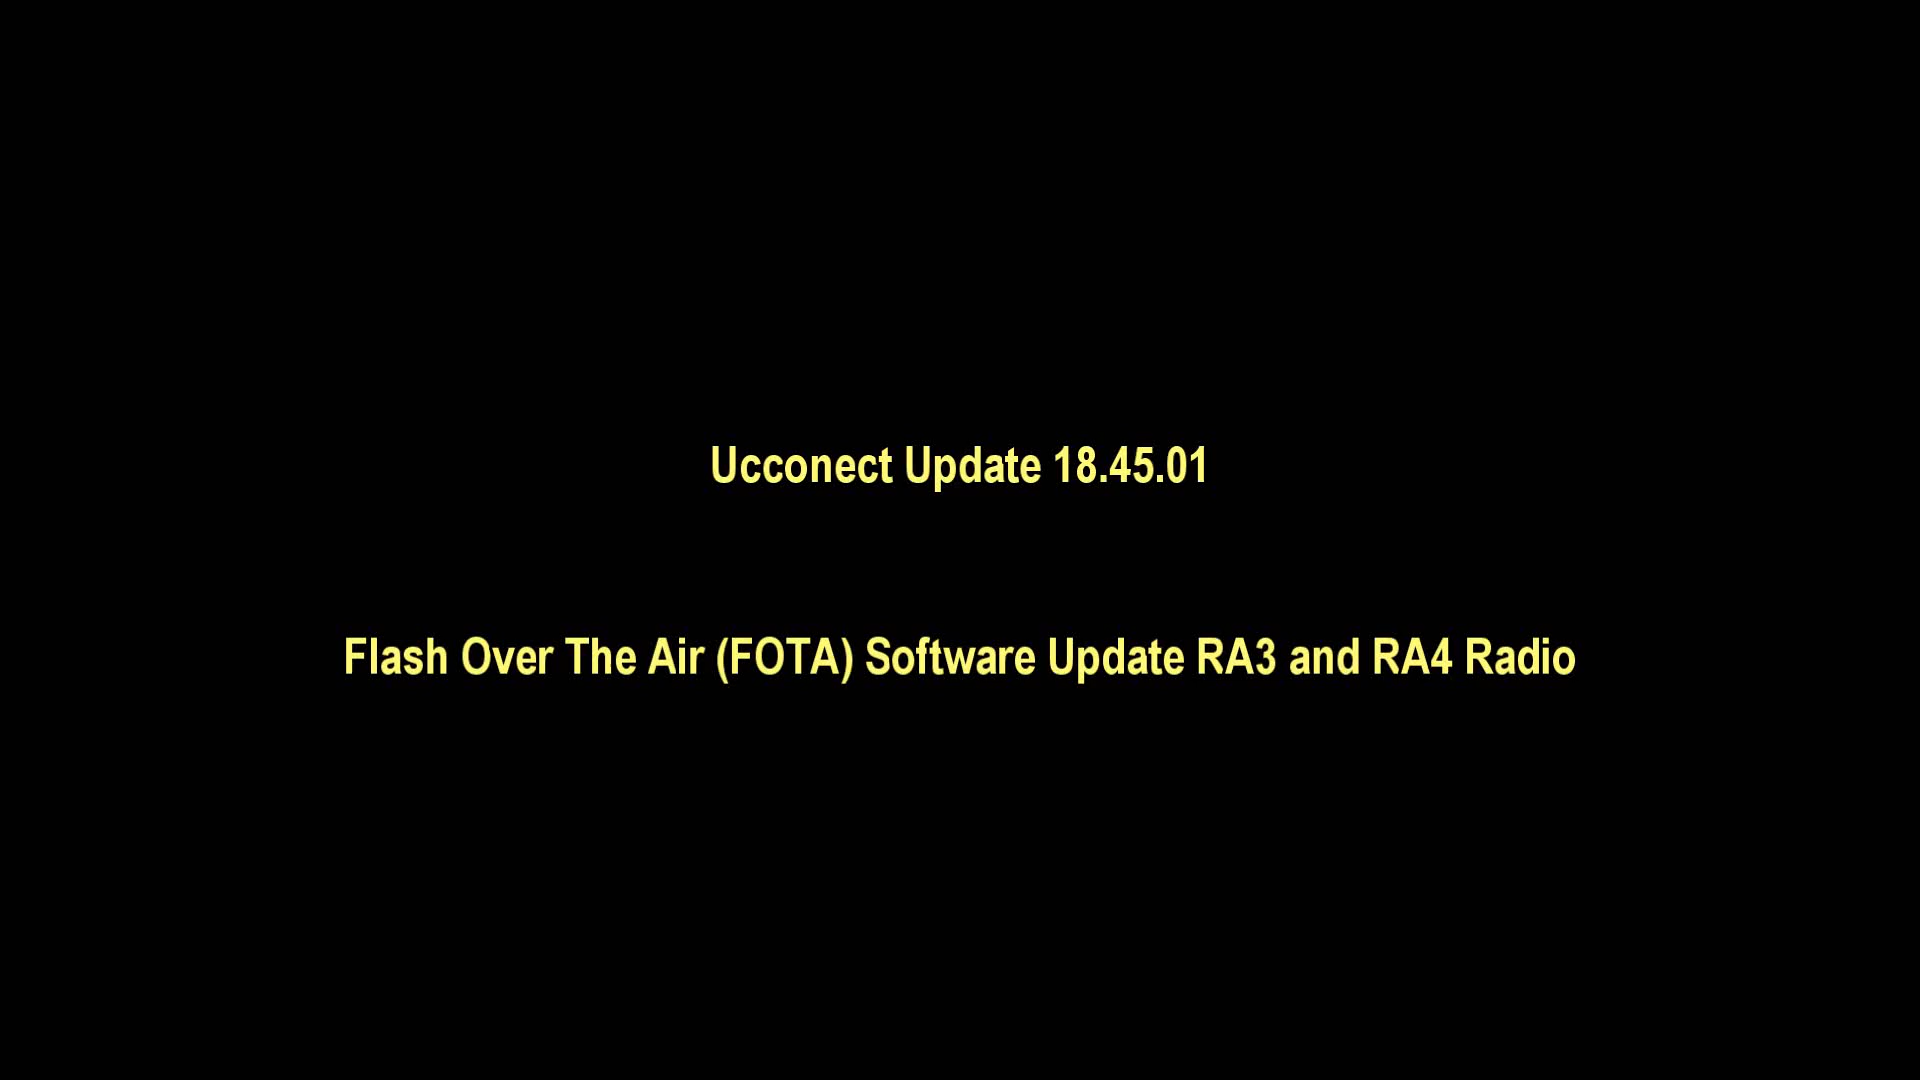 Ucconect Update 18.45.01
Flash Over The Air (FOTA) Software Update RA3 and RA4 Radio